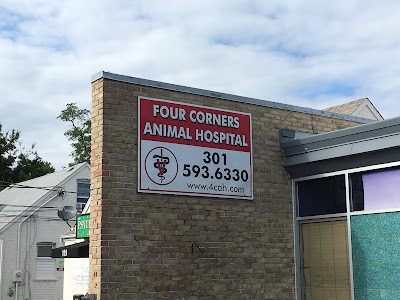 FOUR CORNERS
ANIMAL HOSPITAL
301
593.6330
www.4cah.com